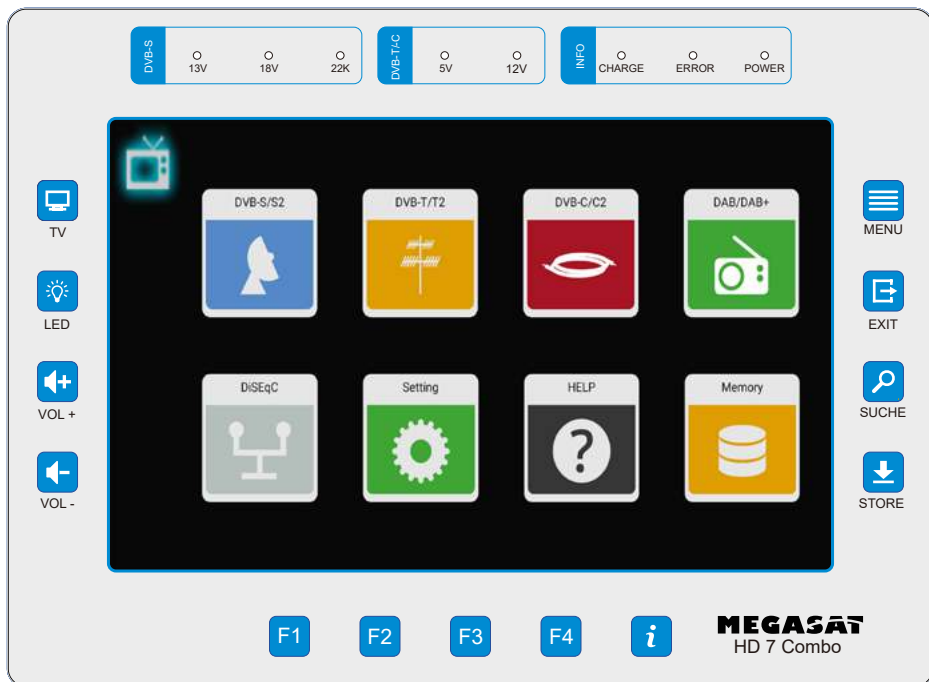 DVB-S
13V
18V
22K
DVB-T/-C
5V
12V
INFO
CHARGE
ERROR
POWER
DVB-S/S2
DVB-T/T2
DVB-C/C2
DAB/DAB+
TV
MENU
LED
EXIT
DiSEqC
Setting
HELP
Memory
VOL +
SUCHE
VOL -
STORE
F1
F2
F3
F4
i
MEGASAT
HD 7 Combo